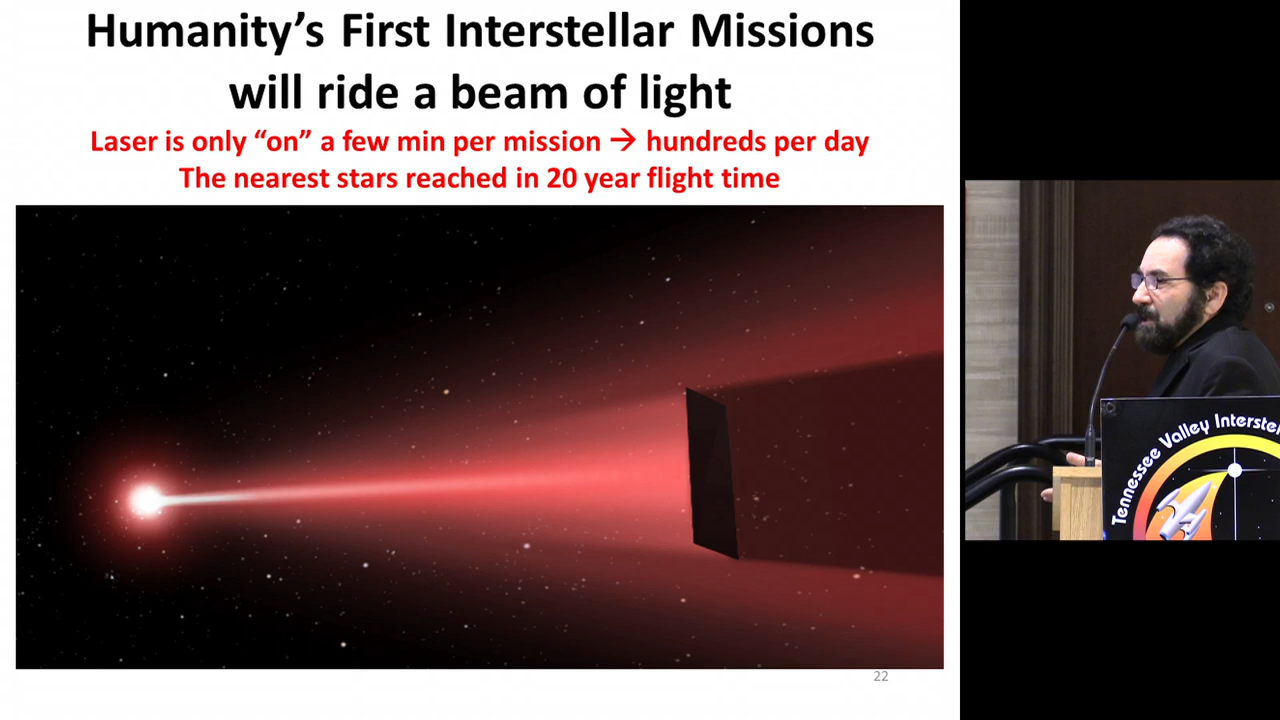 Humanity’s First Interstellar Missions
will ride a beam of light
Laser is only “on” a few min per mission → hundreds per day
The nearest stars reached in 20 year flight time
22
Tennessee Valley